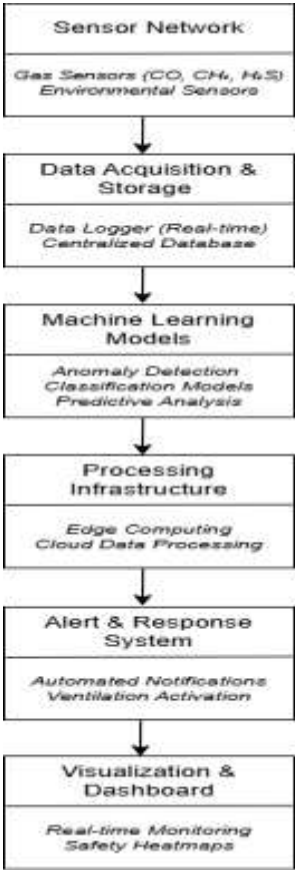 Sensor Network
Gas Sensors (CO, CH₄, H₂S)
Environmental Sensors
Data Acquisition &
Storage
Data Logger (Real-time)
Centralized Database
Machine Learning
Models
Anomaly Detection
Classification Models
Predictive Analysis
Processing
Infrastructure
Edge Computing
Cloud Data Processing
Alert & Response
System
Automated Notifications
Ventilation Activation
Visualization &
Dashboard
Real-time Monitoring
Safety Heatmaps